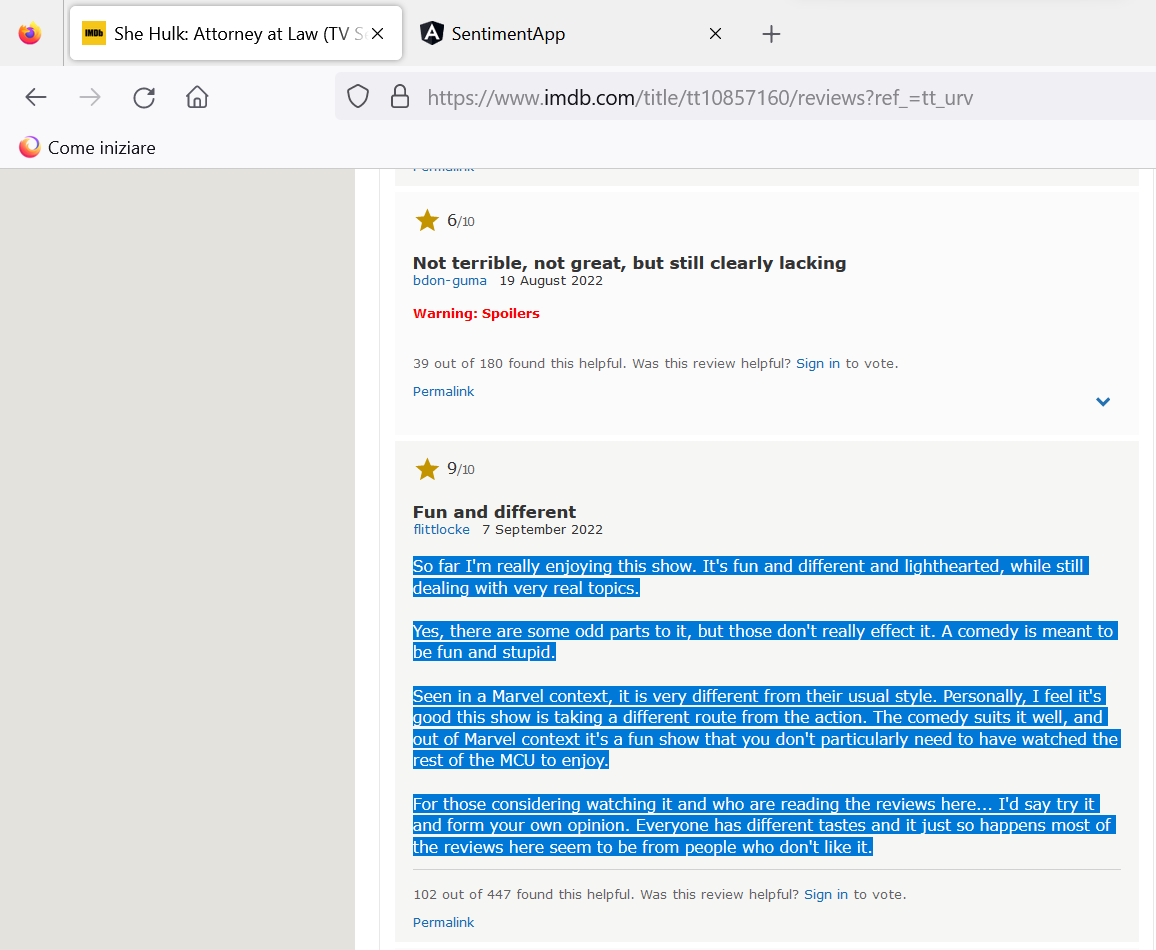 IMDb She Hulk: Attorney at Law (TV S
SentimentApp
https://www.imdb.com/title/tt10857160/reviews?ref_=tt_urv
Come iniziare
Permalink
6/10
Not terrible, not great, but still clearly lacking
bdon-guma 19 August 2022
Warning: Spoilers
39 out of 180 found this helpful. Was this review helpful? Sign in to vote.
Permalink
9/10
Fun and different
flittlocke 7 September 2022
So far I'm really enjoying this show. It's fun and different and lighthearted, while still
dealing with very real topics.
Yes, there are some odd parts to it, but those don't really effect it. A comedy is meant to
be fun and stupid.
Seen in a Marvel context, it is very different from their usual style. Personally, I feel it's
good this show is taking a different route from the action. The comedy suits it well, and
out of Marvel context it's a fun show that you don't particularly need to have watched the
rest of the MCU to enjoy.
For those considering watching it and who are reading the reviews here... I'd say try it
and form your own opinion. Everyone has different tastes and it just so happens most of
the reviews here seem to be from people who don't like it.
102 out of 447 found this helpful. Was this review helpful? Sign in to vote.
Permalink